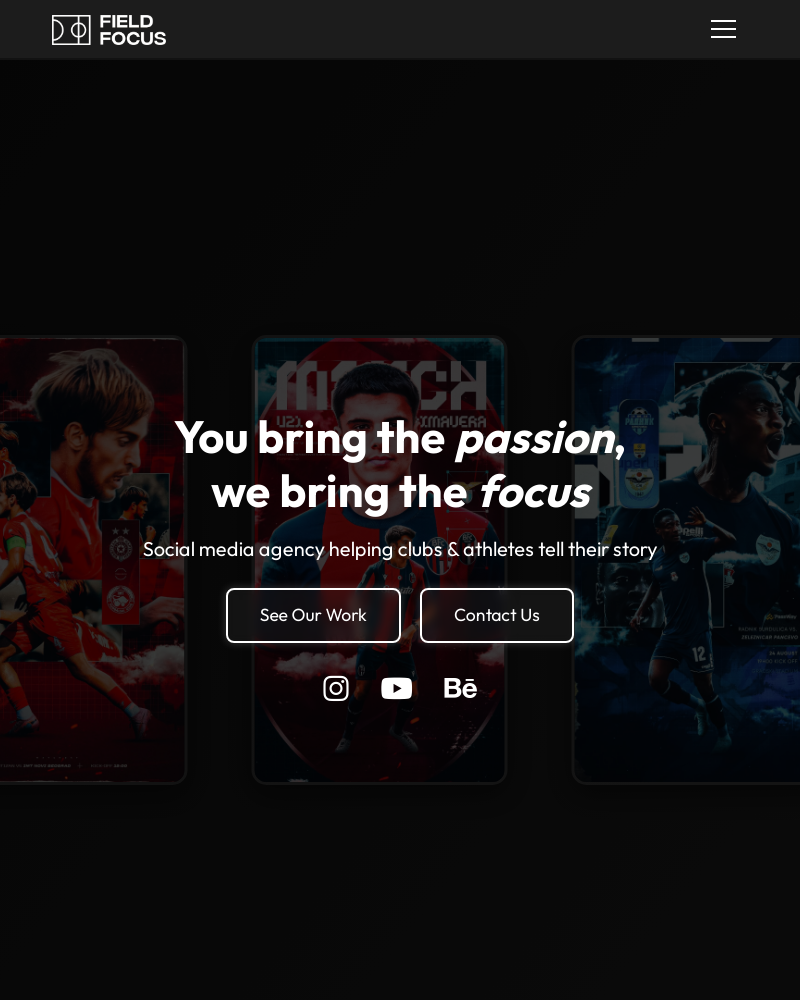 FIELD
FOCUS
You bring the passion,
we bring the focus
Social media agency helping clubs & athletes tell their story
See Our Work
Contact Us
Bē
12